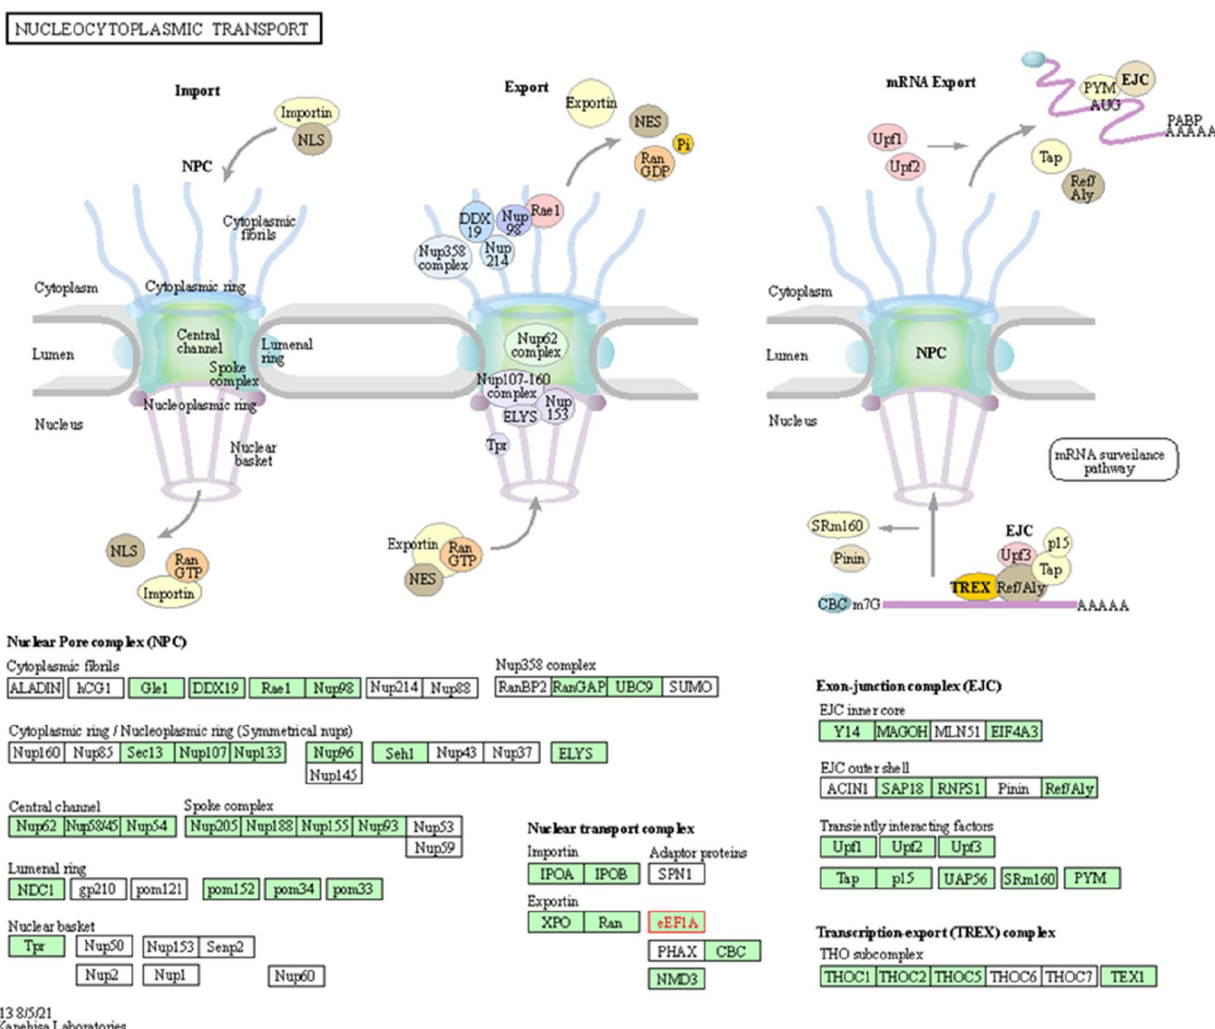 NUCLEOCYTOPLASMIC TRANSPORT
Import
Importin
NLS
NPC
Cytoplasmic
fibrils
Cytoplasm
Cytoplasmic ring
Central
channel
Lumenal
ring
Lumen
Spoke
complex
Nucleoplasmic ring
Nucleus
Nuclear
basket
NLS
Ran
GTP
Importin
Export
Exportin
NES
Pi
Ran
GDP
DDX
19
Nup
98
Rae1
Nup358
complex
Nup
214
Nup62
complex
Nup107-160
complex
Nup
153
ELYS
Tpr
Exportin
Ran
GTP
NES
mRNA Export
PYM
EJC
AUG
PABP
AAAAA
Upf1
Upf2
Tap
Ref/
Aly
Cytoplasm
Lumen
NPC
Nucleus
mRNA surveilance
pathway
SRm160
Pinin
EJC
p15
Upf3
Tap
TREX
Ref/Aly
CBC m7G
AAAAA
Nuclear Pore complex (NPC)
Cytoplasmic fibrils
ALADIN hCG1 Gle1 DDX19 Rae1 Nup98 Nup214 Nup88
Nup358 complex
RanBP2 RanGAP UBC9 SUMO
Cytoplasmic ring / Nucleoplasmic ring (Symmetrical nups)
Nup160 Nup85 Sec13 Nup107 Nup133 Nup96 Seh1 Nup43 Nup37 ELYS
Nup145
Central channel
Nup62 Nup58/45 Nup54
Spoke complex
Nup205 Nup188 Nup155 Nup93 Nup53
Nup59
Lumenal ring
NDC1 gp210 pom121 pom152 pom34 pom33
Nuclear basket
Tpr Nup50 Nup153 Senp2
Nup2 Nup1 Nup60
Nuclear transport complex
Importin
IPOA IPOB
Adaptor proteins
SPN1
Exportin
XPO Ran eEF1A
PHAX CBC
NMD3
Exon-junction complex (EJC)
EJC inner core
Y14 MAGOH MLN51 EIF4A3
EJC outer shell
ACIN1 SAP18 RNPS1 Pinin Ref/Aly
Transiently interacting factors
Upf1 Upf2 Upf3
Tap p15 UAP56 SRm160 PYM
Transcription-export (TREX) complex
THO subcomplex
THOC1 THOC2 THOC5 THOC6 THOC7 TEX1
13 8/5/21
Kanehisa Laboratories